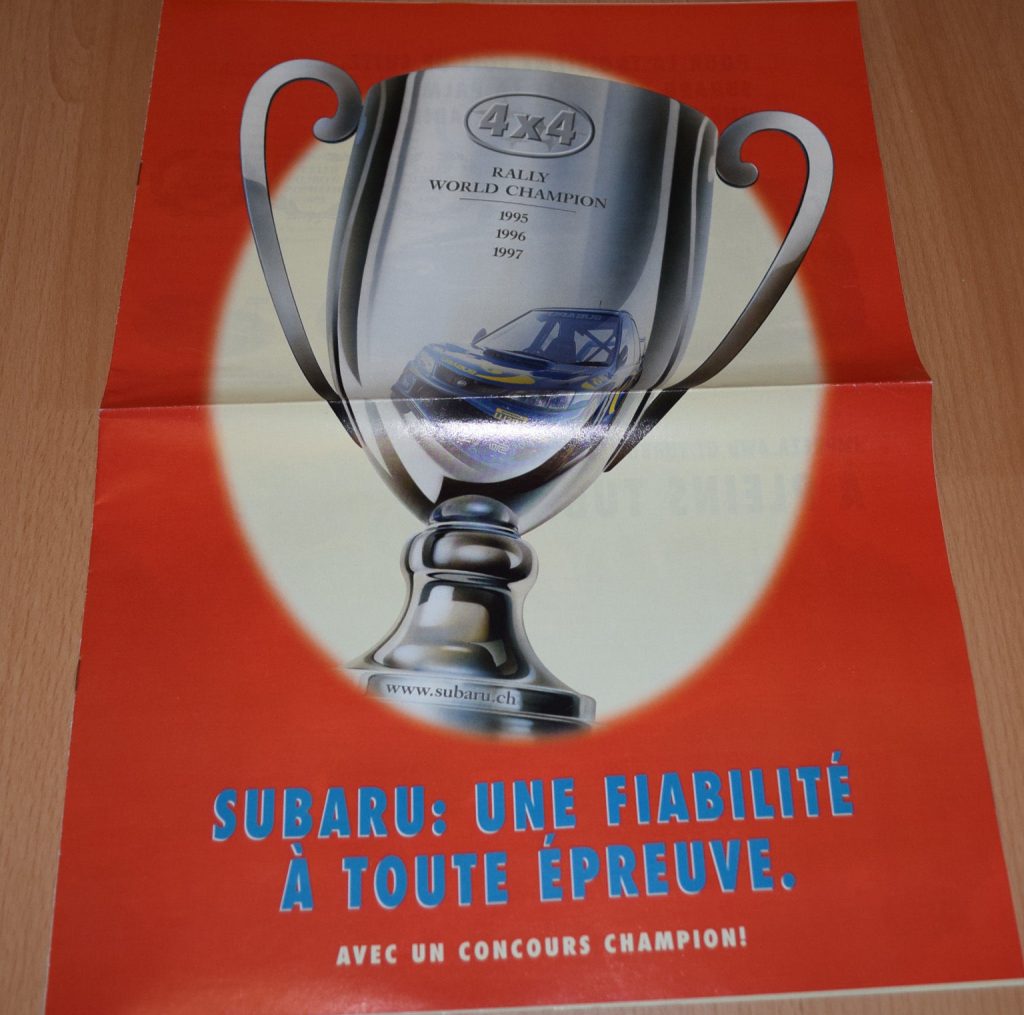 4x4
RALLY
WORLD CHAMPION
1995
1996
1997
www.subaru.ch
SUBARU: UNE FIABILITÉ
À TOUTE ÉPREUVE.
AVEC UN CONCOURS CHAMPION!